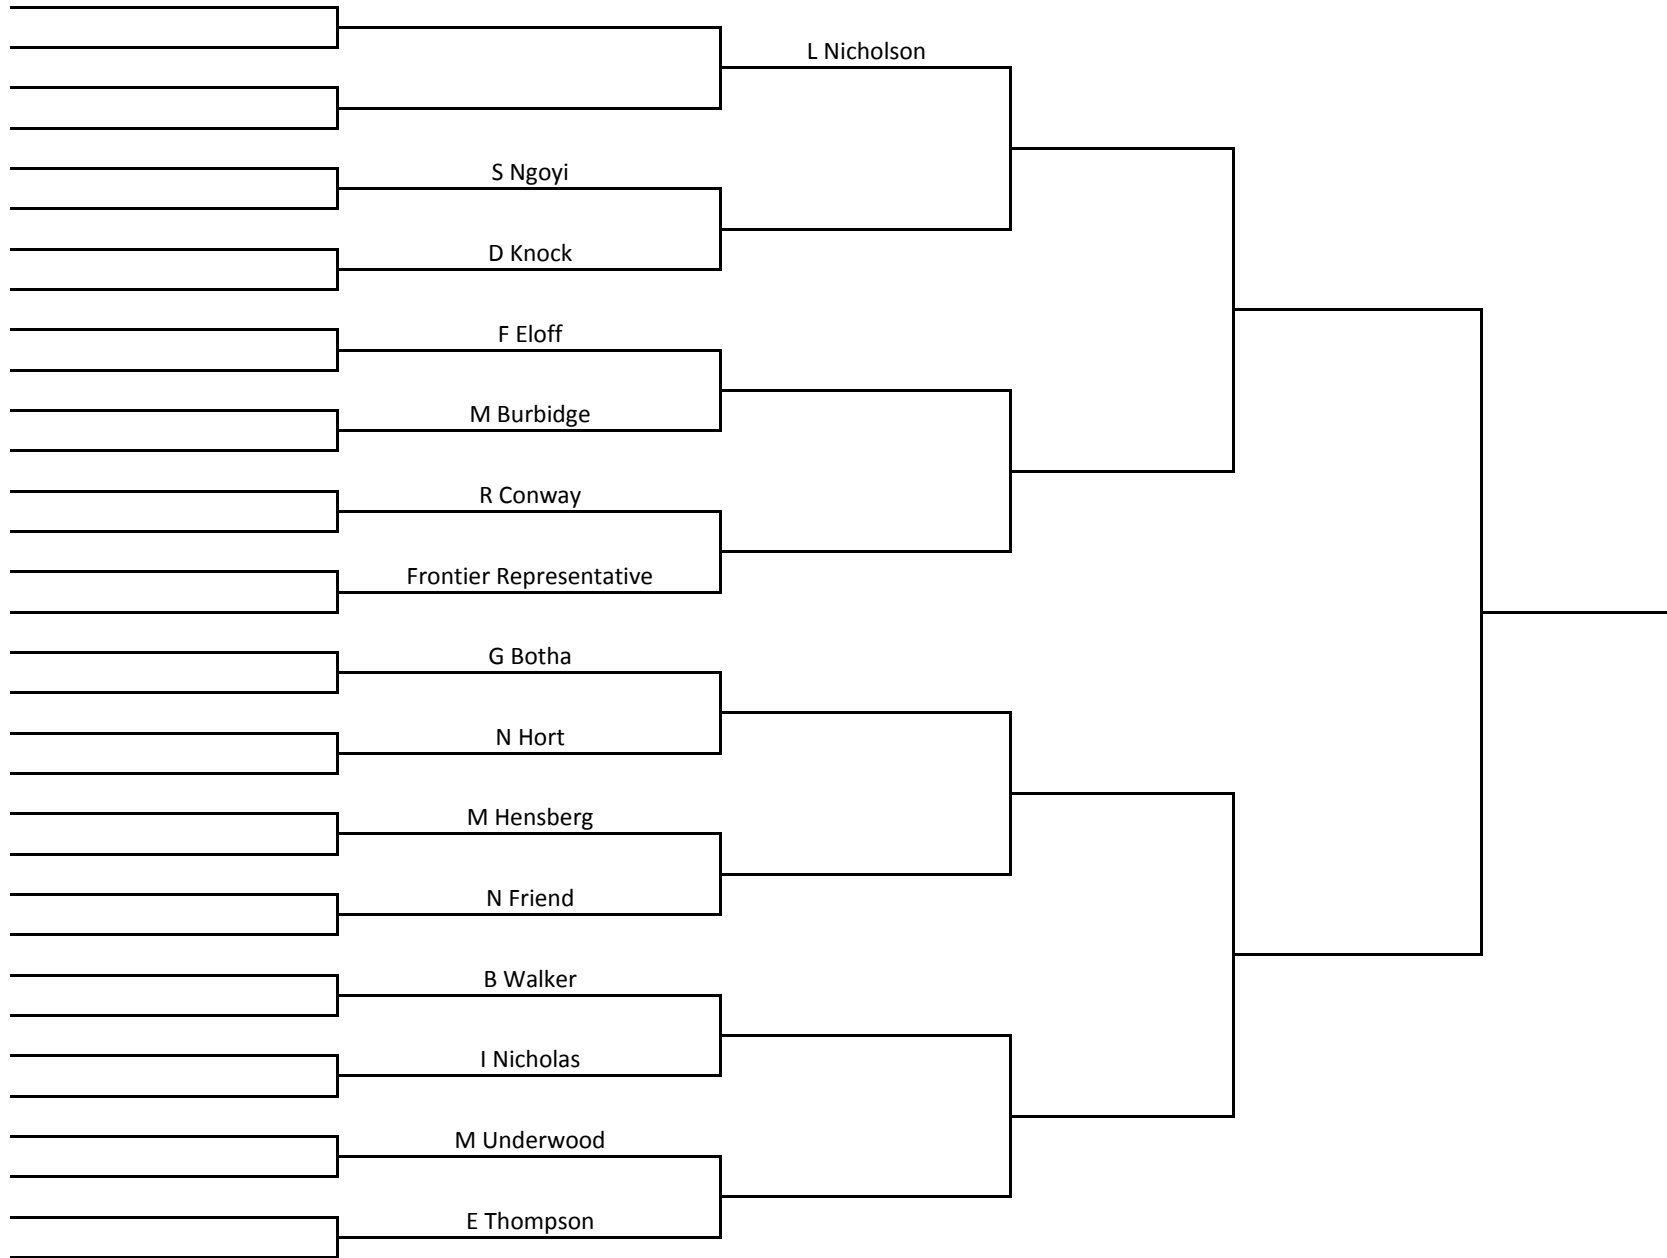 L Nicholson
S Ngoyi
D Knock
F Eloff
M Burbidge
R Conway
Frontier Representative
G Botha
N Hort
M Hensberg
N Friend
B Walker
I Nicholas
M Underwood
E Thompson